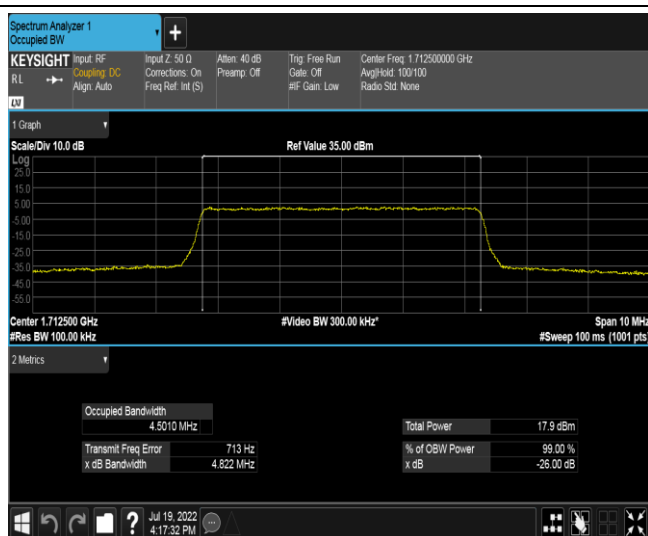 Spectrum Analyzer 1
Occupied BW
+
KEYSIGHT Input: RF Input Z: 50 Ω Atten: 40 dB Trig: Free Run Center Freq: 1.712500000 GHz
RL Coupling: DC Corrections: On Preamp: Off Gate: Off Avg|Hold: 100/100
Align: Auto Freq Ref: Int (S) #IF Gain: Low Radio Std: None
LXI
1 Graph
Scale/Div 10.0 dB Ref Value 35.00 dBm
Log
25.0
15.0
5.00
-5.00
-15.0
-25.0
-35.0
-45.0
-55.0
Center 1.712500 GHz #Video BW 300.00 kHz* Span 10 MHz
#Res BW 100.00 kHz #Sweep 100 ms (1001 pts)
2 Metrics
Occupied Bandwidth
4.5010 MHz Total Power 17.9 dBm
Transmit Freq Error 713 Hz % of OBW Power 99.00 %
x dB Bandwidth 4.822 MHz x dB -26.00 dB
? Jul 19, 2022
4:17:32 PM